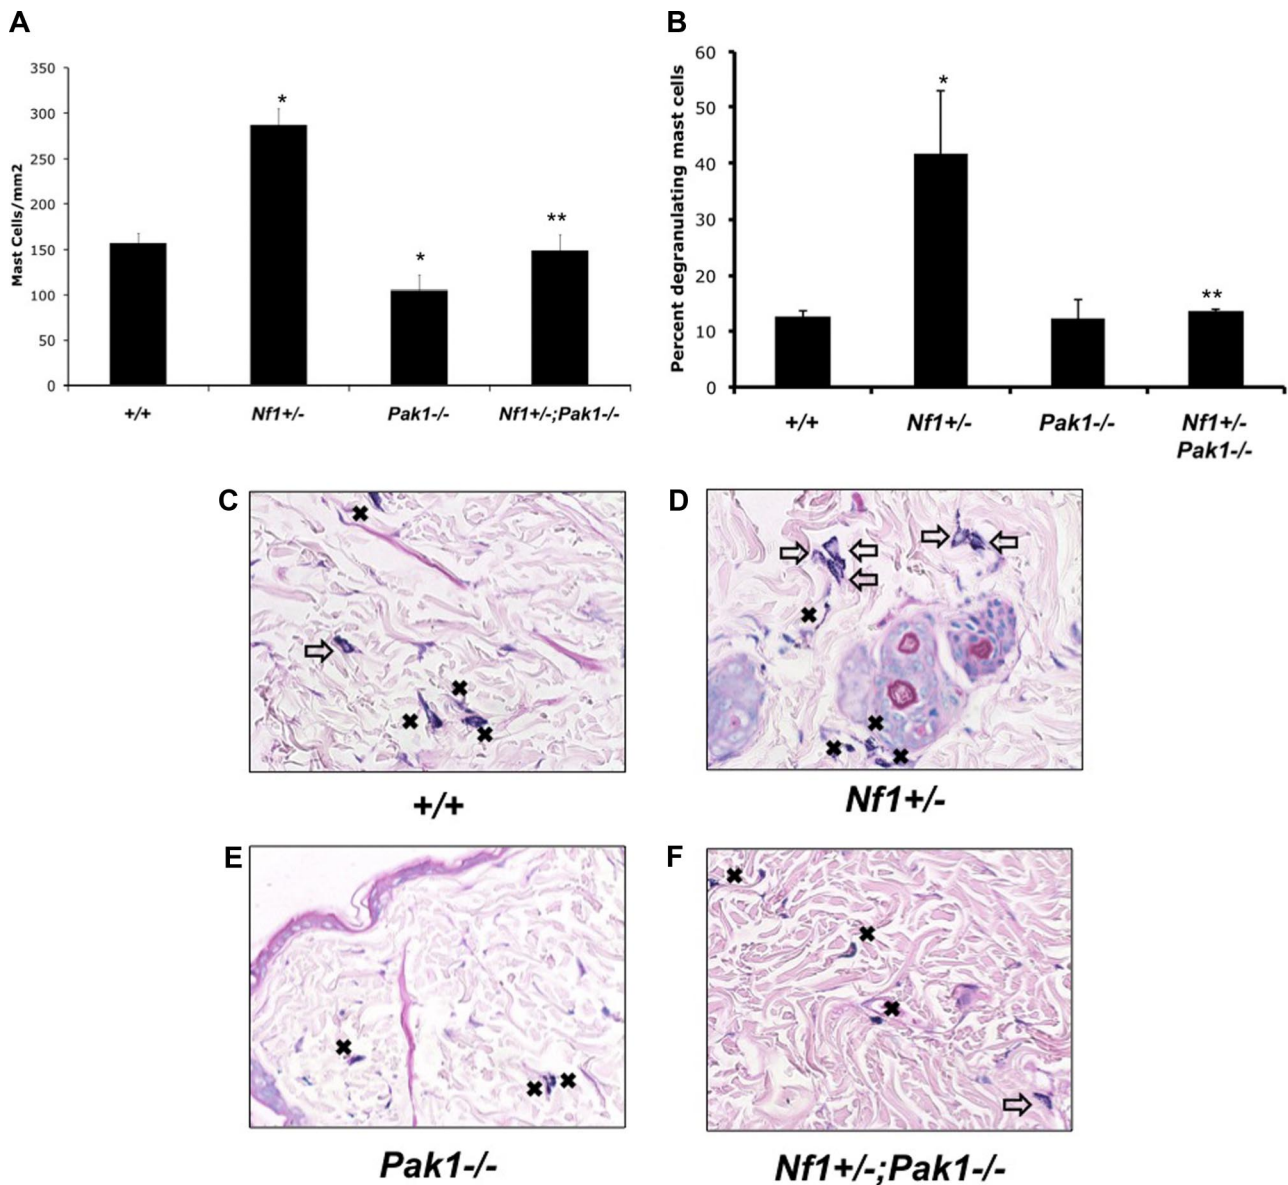 A
B
350
300
250
200
150
100
50
0
Mast Cells/mm2
*
*
**
+/+
Nf1+/-
Pak1-/-
Nf1+/-;Pak1-/-
60
50
40
30
20
10
0
Percent degranulating mast cells
*
**
+/+
Nf1+/-
Pak1-/-
Nf1+/-
Pak1-/-
C
D
+/+
Nf1+/-
E
F
Pak1-/-
Nf1+/-;Pak1-/-